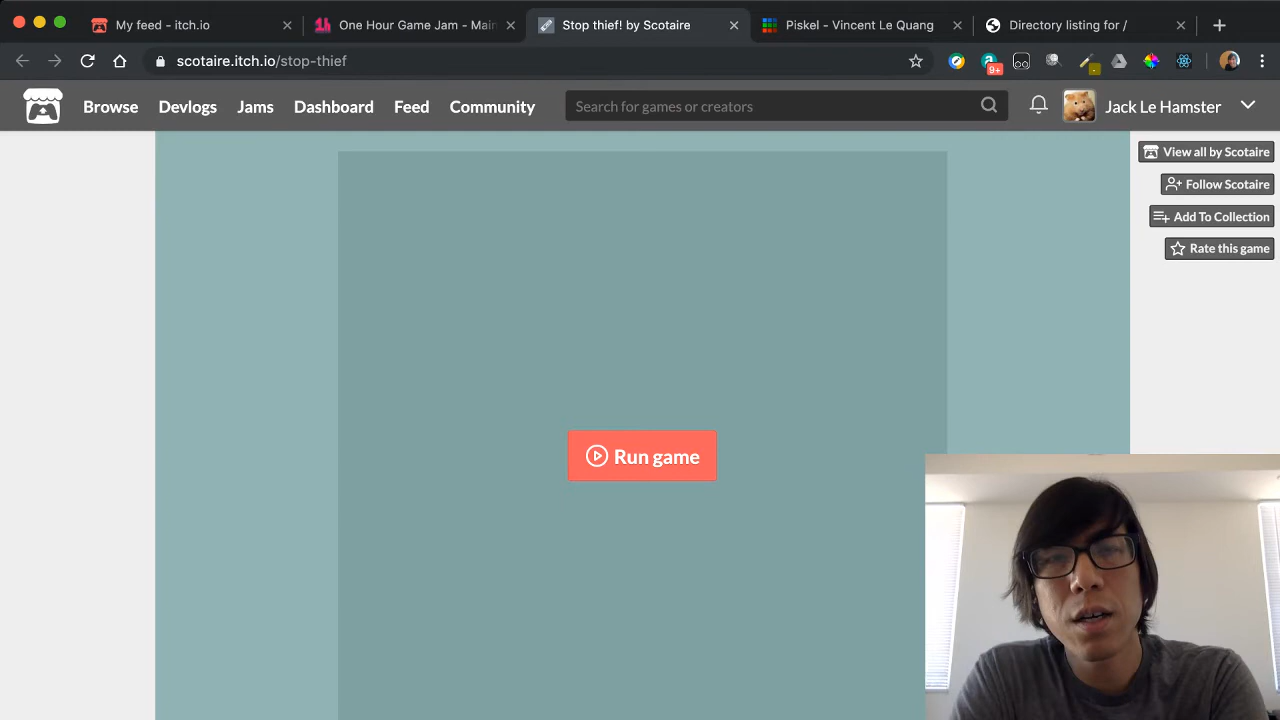 My feed - itch.io
One Hour Game Jam - Main
Stop thief! by Scotaire
Piskel - Vincent Le Quang
Directory listing for /
scotaire.itch.io/stop-thief
9+
Browse
Devlogs
Jams
Dashboard
Feed
Community
Search for games or creators
Jack Le Hamster
View all by Scotaire
Follow Scotaire
Add To Collection
Rate this game
Run game